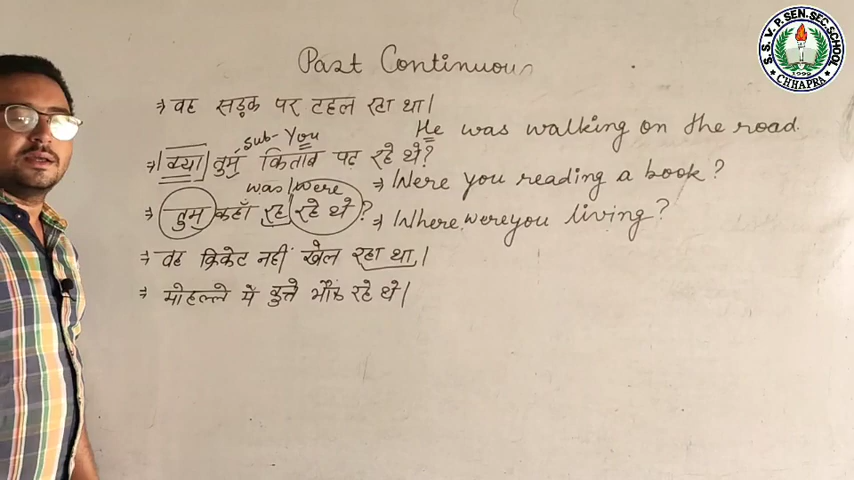 Past Continuous
⇒ वह सड़क पर टहल रहा था।
He was walking on the road.
Sub- You
⇒ क्या तुम किताब पढ़ रहे थे?
⇒ Were you reading a book?
was/were
⇒ तुम कहाँ रह रहे थे?
⇒ Where were you living?
⇒ वह क्रिकेट नहीं खेल रहा था।
⇒ मोहल्ले में कुत्ते भौंक रहे थे।
S. S. V. P. SEN. SEC. SCHOOL
CHHAPRA